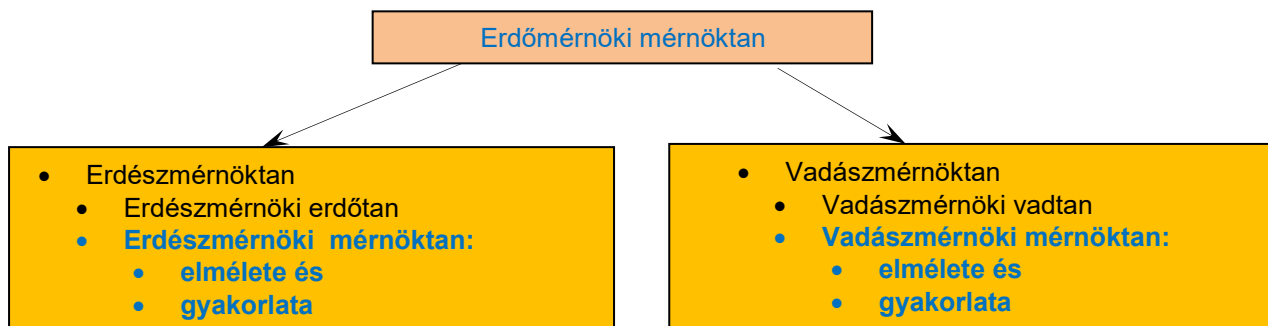 Erdőmérnöki mérnöktan
• Erdészmérnöktan
• Erdészmérnöki erdőtan
• Erdészmérnöki  mérnöktan:
• elmélete és
• gyakorlata
• Vadászmérnöktan
• Vadászmérnöki vadtan
• Vadászmérnöki mérnöktan:
• elmélete és
• gyakorlata